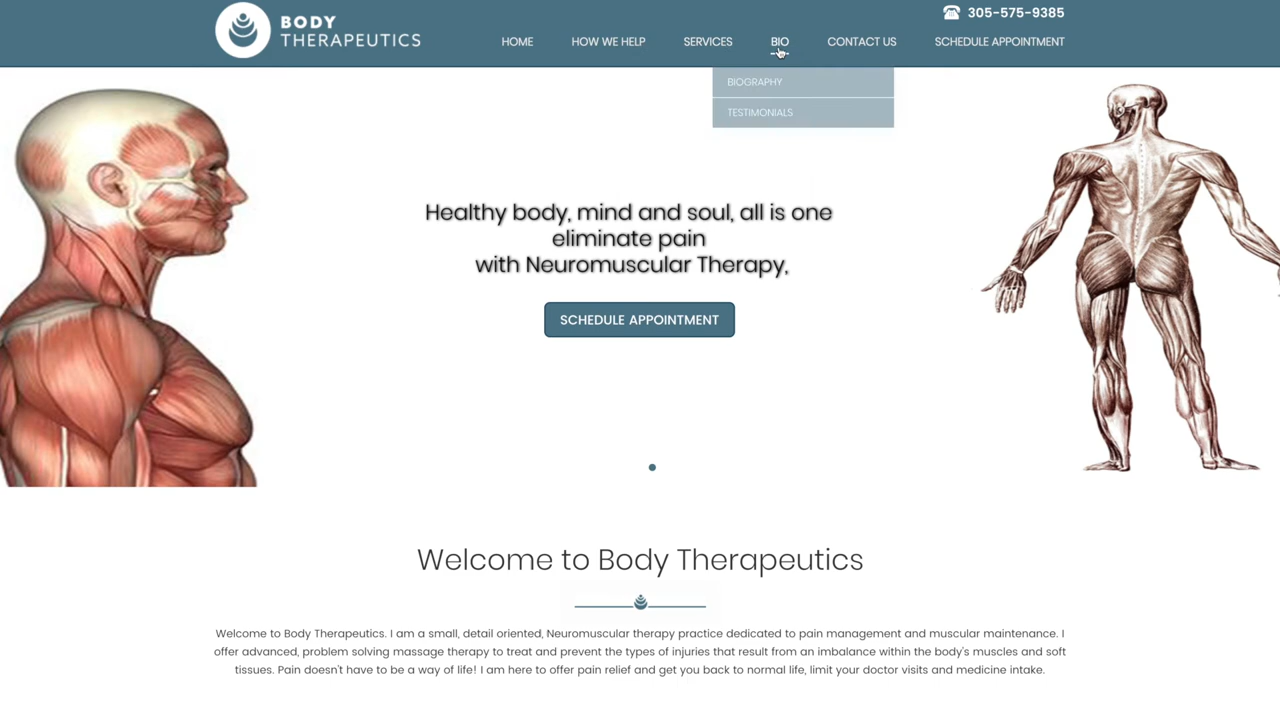 BODY
THERAPEUTICS
305-575-9385
HOME
HOW WE HELP
SERVICES
BIO
CONTACT US
SCHEDULE APPOINTMENT
BIOGRAPHY
TESTIMONIALS
Healthy body, mind and soul, all is one
eliminate pain
with Neuromuscular Therapy,
SCHEDULE APPOINTMENT
Welcome to Body Therapeutics
Welcome to Body Therapeutics. I am a small, detail oriented, Neuromuscular therapy practice dedicated to pain management and muscular maintenance. I
offer advanced, problem solving massage therapy to treat and prevent the types of injuries that result from an imbalance within the body's muscles and soft
tissues. Pain doesn't have to be a way of life! I am here to offer pain relief and get you back to normal life, limit your doctor visits and medicine intake.